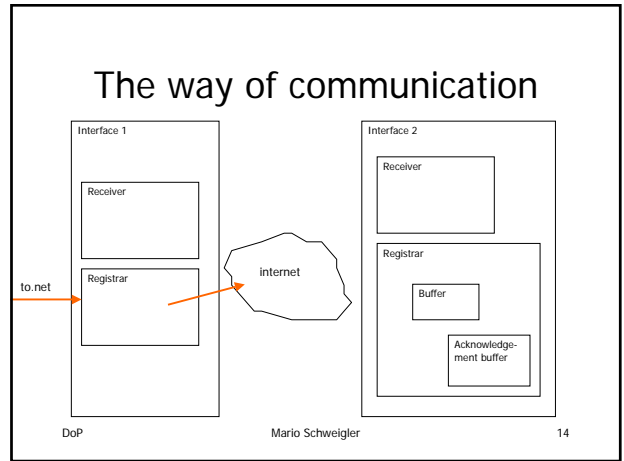 The way of communication
Interface 1
Receiver
Registrar
to.net
internet
Interface 2
Receiver
Registrar
Buffer
Acknowledge-
ment buffer
DoP
Mario Schweigler
14